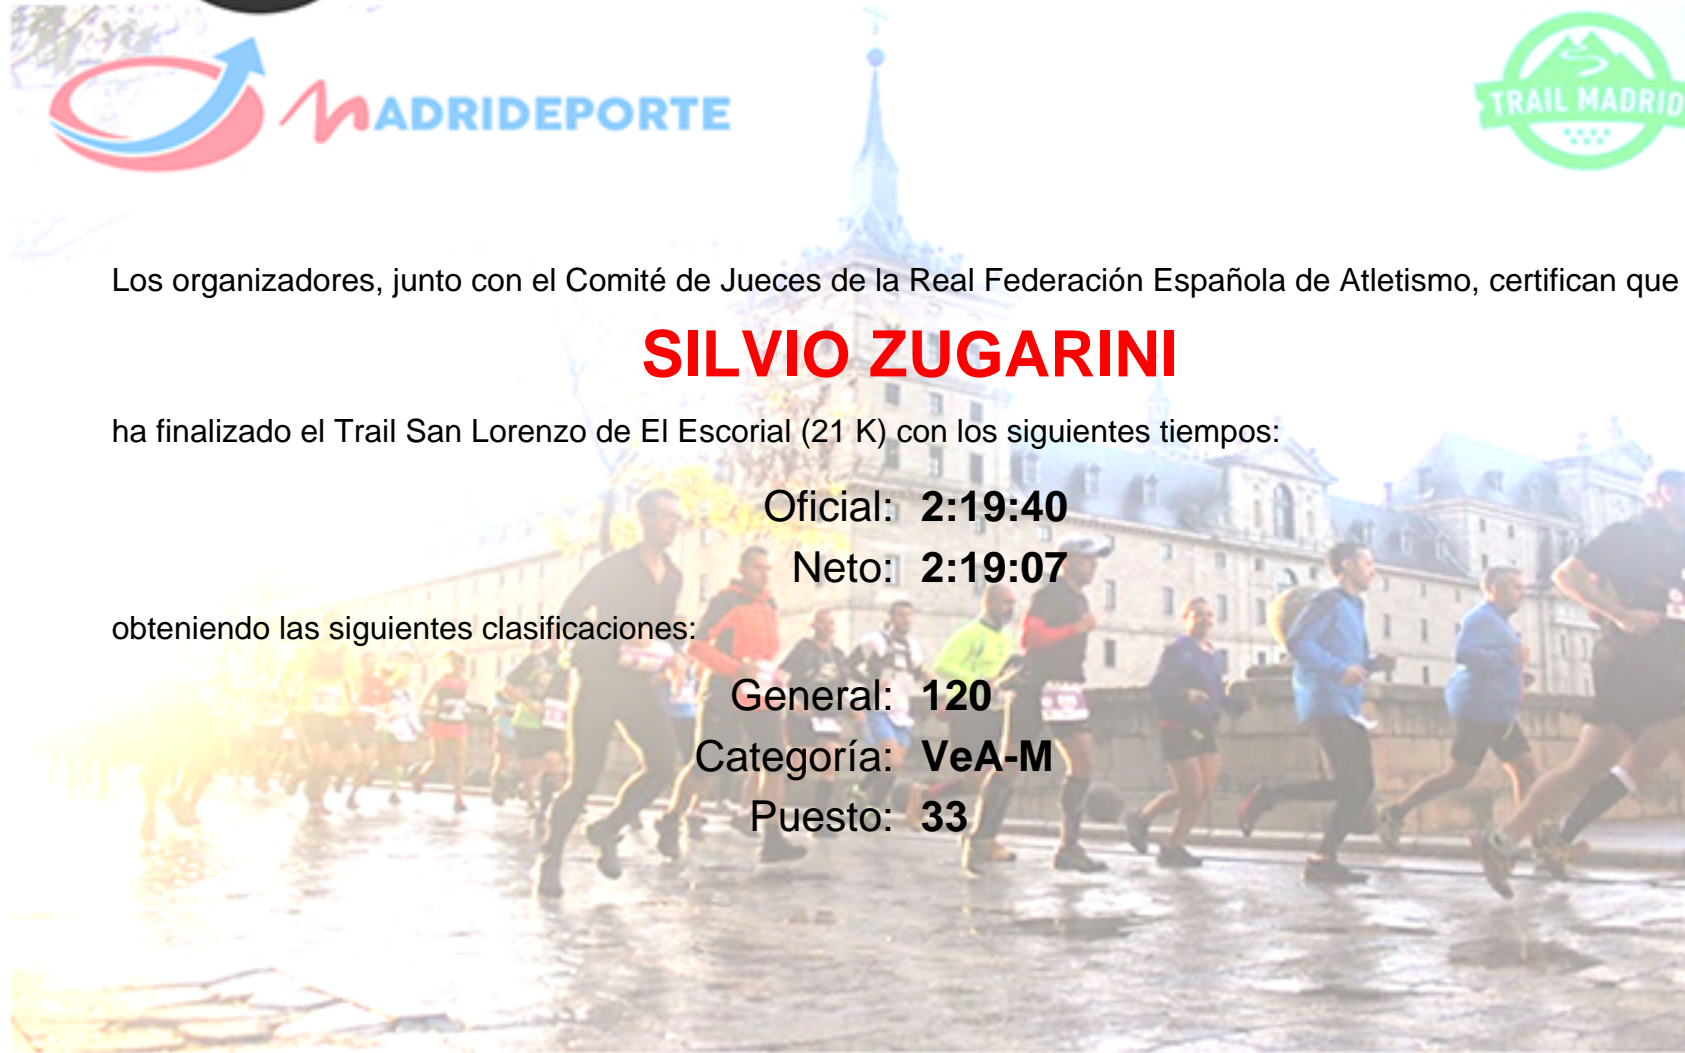 MADRIDEPORTE
TRAIL MADRID
Los organizadores, junto con el Comité de Jueces de la Real Federación Española de Atletismo, certifican que
SILVIO ZUGARINI
ha finalizado el Trail San Lorenzo de El Escorial (21 K) con los siguientes tiempos:
Oficial: 2:19:40
Neto: 2:19:07
obteniendo las siguientes clasificaciones:
General: 120
Categoría: VeA-M
Puesto: 33